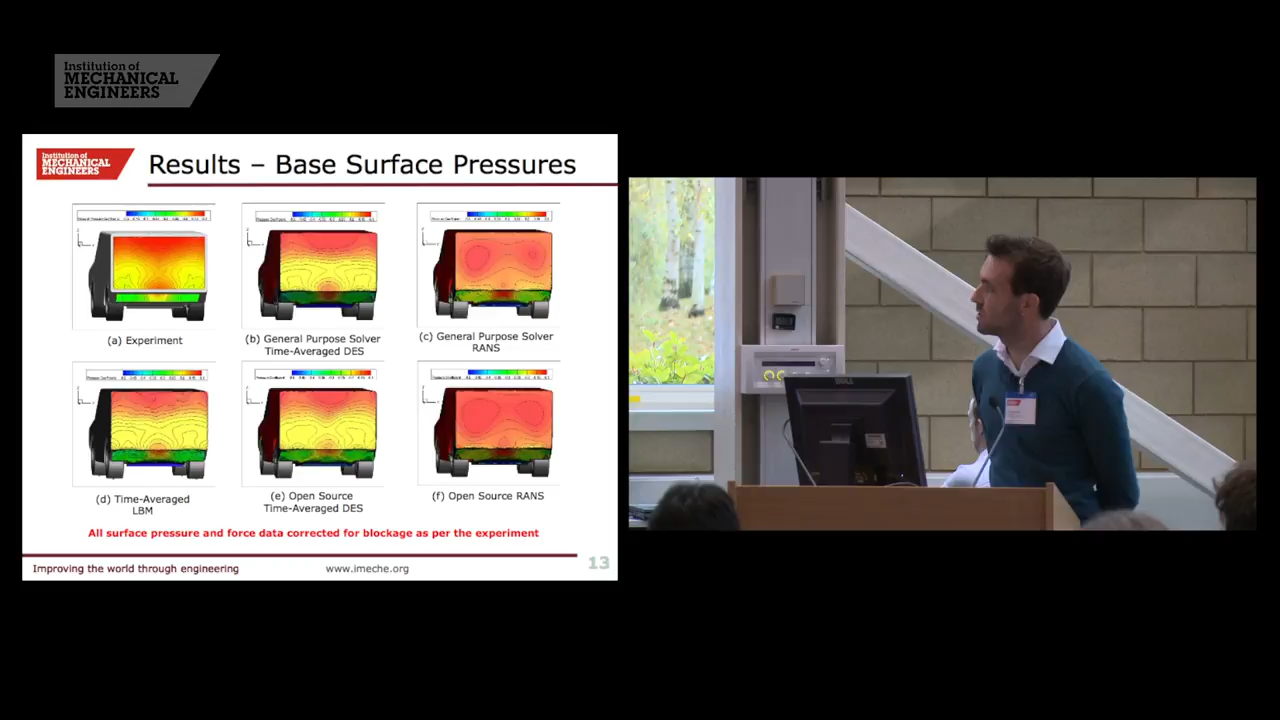 Institution of
MECHANICAL
ENGINEERS
Institution of
MECHANICAL
ENGINEERS
Results – Base Surface Pressures
(a) Experiment
(b) General Purpose Solver
Time-Averaged DES
(c) General Purpose Solver
RANS
(d) Time-Averaged
LBM
(e) Open Source
Time-Averaged DES
(f) Open Source RANS
All surface pressure and force data corrected for blockage as per the experiment
Improving the world through engineering
www.imeche.org
13
DELL